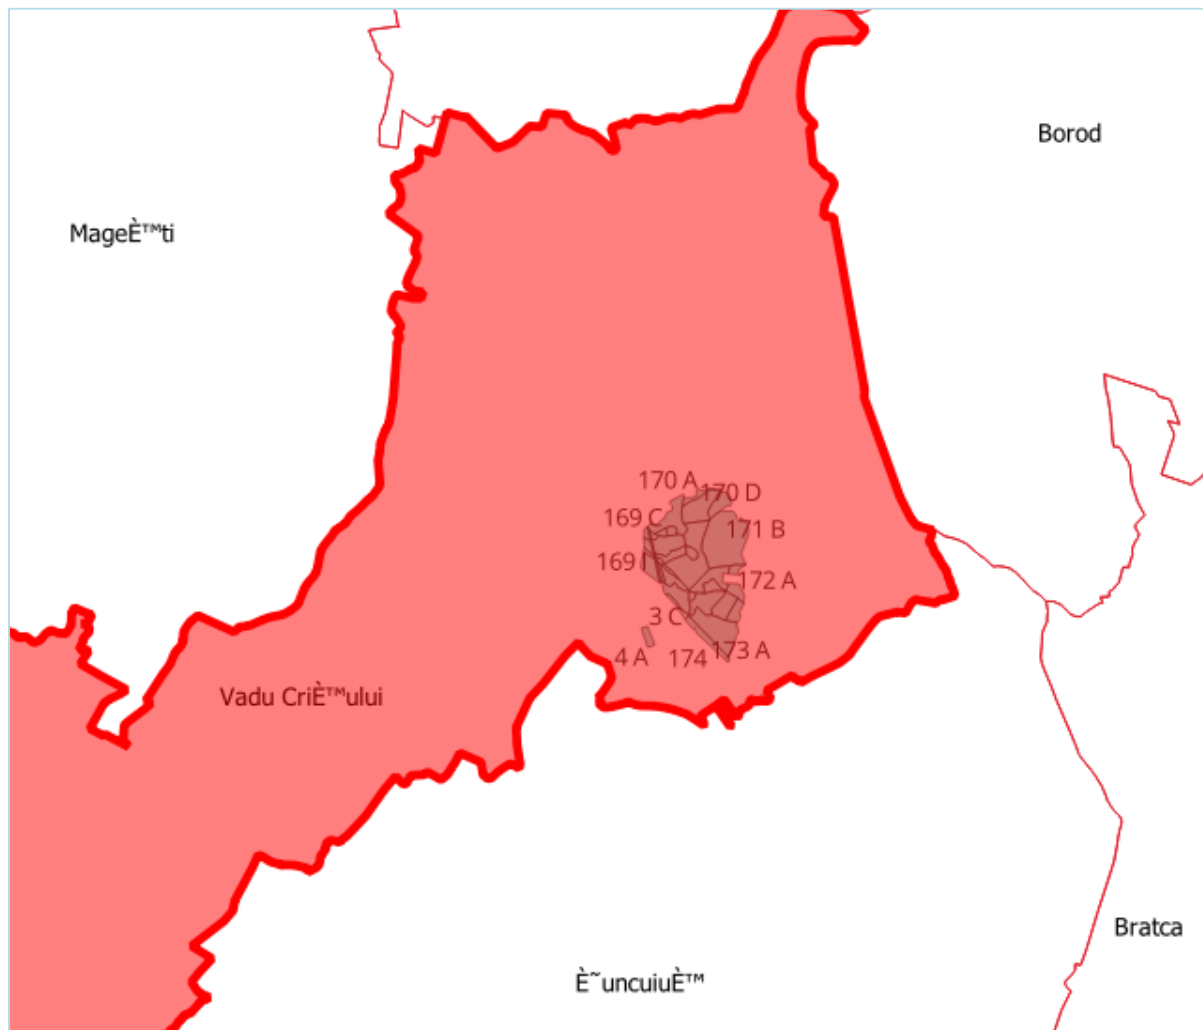 Borod
MageÈ™ti
170 A
170 D
169 C
171 B
169 I
172 A
3 C
173 A
4 A
174
Vadu CriÈ™ului
Bratca
È˜uncuiuÈ™